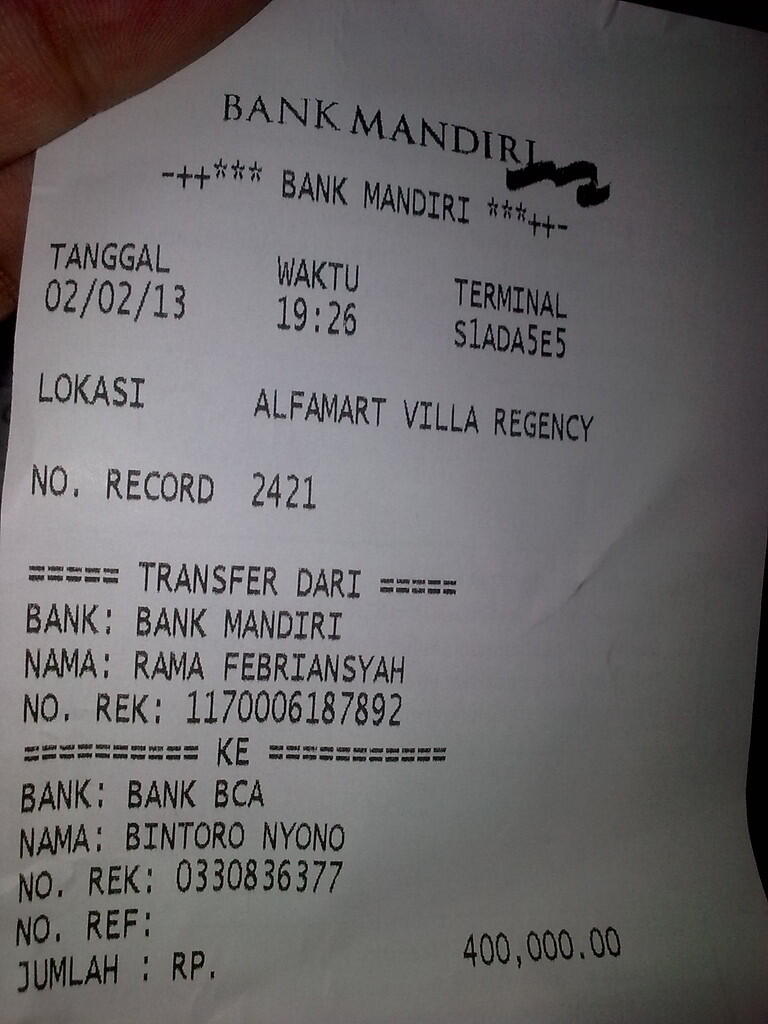 BANK MANDIRI
-++*** BANK MANDIRI ***++-
TANGGAL WAKTU TERMINAL
02/02/13 19:26 S1ADA5E5
LOKASI ALFAMART VILLA REGENCY
NO. RECORD 2421
===== TRANSFER DARI ====
BANK: BANK MANDIRI
NAMA: RAMA FEBRIANSYAH
NO. REK: 1170006187892
========== KE ==========
BANK: BANK BCA
NAMA: BINTORO NYONO
NO. REK: 0330836377
NO. REF:
JUMLAH : RP. 400,000.00